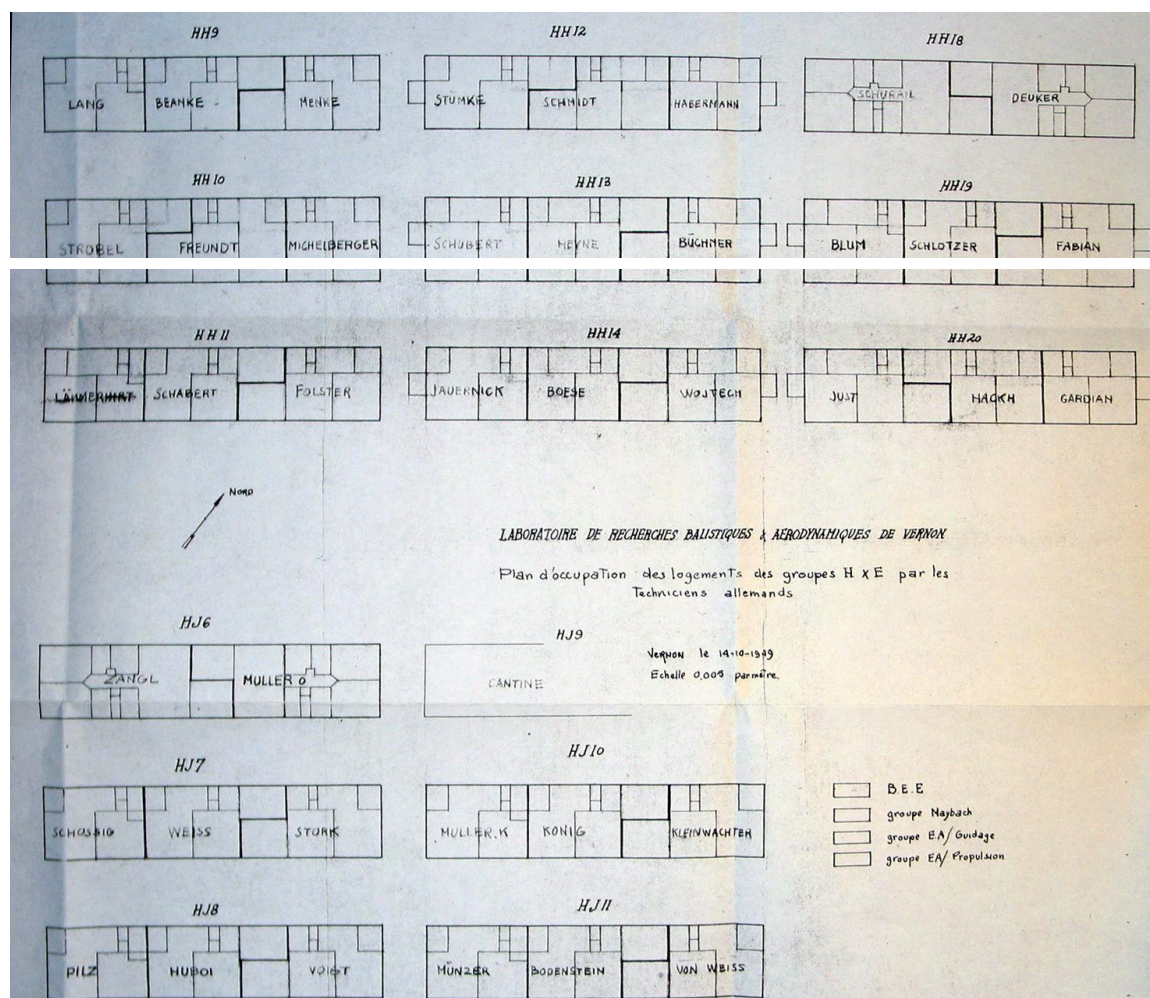 HH9 HH12 HH18
LANG BEANKE MENKE STÜMKE SCHMIDT HABERMANN SCHURAN DEUKER
HH10 HH13 HH19
STROBEL FREUNDT MICHELBERGER SCHUBERT HEYNE BÜCHNER BLUM SCHLOTZER FABIAN
HH11 HH14 HH20
LÄMMERHIRT SCHABERT FOLSTER JAUERNICK BOESE WOJTECH JUST HACKH GARDIAN
NORD
LABORATOIRE DE RECHERCHES BALISTIQUES & AÉRODYNAMIQUES DE VERNON
Plan d'occupation des logements des groupes H & E par les
Techniciens allemands
HJ6 HJ9
VERNON le 14-10-1949
Echelle 0,005 par mètre.
ZANGL MULLER O CANTINE
HJ7 HJ10
SCHOSSIG WEISS STORK MULLER.K KONIG KLEINWACHTER
B.E.E
groupe Maybach
groupe E.A/Guidage
groupe EA/Propulsion
HJ8 HJ11
PILZ HUBOI VOIGT MÜNZER BODENSTEIN VON WEISS